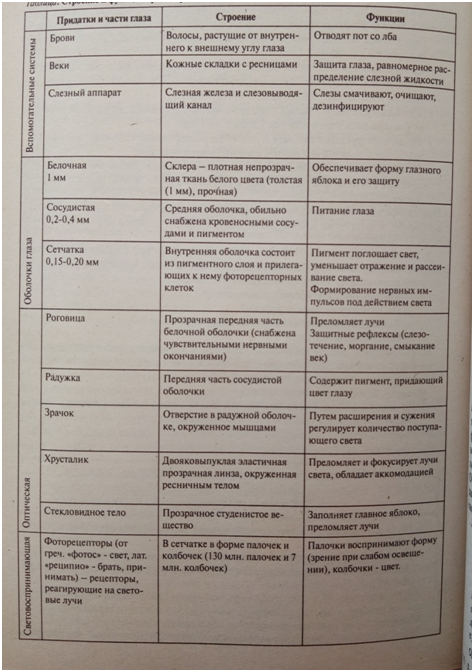 Придатки и части глаза
Строение
Функции
Вспомогательные системы
Брови
Волосы, растущие от внутрен-
него к внешнему углу глаза
Отводят пот со лба
Веки
Кожные складки с ресницами
Защита глаза, равномерное рас-
пределение слезной жидкости
Слезный аппарат
Слезная железа и слезовыводя-
щий канал
Слезы смачивают, очищают,
дезинфицируют
Оболочки глаза
Белочная
1 мм
Склера – плотная непрозрач-
ная ткань белого цвета (толстая
(1 мм), прочная)
Обеспечивает форму глазного
яблока и его защиту
Сосудистая
0,2-0,4 мм
Средняя оболочка, обильно
снабжена кровеносными сосу-
дами и пигментом
Питание глаза
Сетчатка
0,15-0,20 мм
Внутренняя оболочка состоит
из пигментного слоя и прилега-
ющих к нему фоторецепторных
клеток
Пигмент поглощает свет,
уменьшает отражение и рассеи-
вание света.
Формирование нервных им-
пульсов под действием света
Оптическая
Роговица
Прозрачная передняя часть
белочной оболочки (снабжена
чувствительными нервными
окончаниями)
Преломляет лучи
Защитные рефлексы (слезо-
течение, моргание, смыкание
век)
Радужка
Передняя часть сосудистой
оболочки
Содержит пигмент, придающий
цвет глазу
Зрачок
Отверстие в радужной оболоч-
ке, окруженное мышцами
Путем расширения и сужения
регулирует количество поступа-
ющего света
Хрусталик
Двояковыпуклая эластичная
прозрачная линза, окруженная
ресничным телом
Преломляет и фокусирует лучи
света, обладает аккомодацией
Стекловидное тело
Прозрачное студенистое ве-
щество
Заполняет главное яблоко,
преломляет лучи
Световоспринимающая
Фоторецепторы (от
греч. «фотос» - свет, лат.
«реципио» - брать, при-
нимать) – рецепторы,
реагирующие на свето-
вые лучи
В сетчатке в форме палочек и
колбочек (130 млн. палочек и 7
млн. колбочек)
Палочки воспринимают форму
(зрение при слабом освеще-
нии), колбочки - цвет.